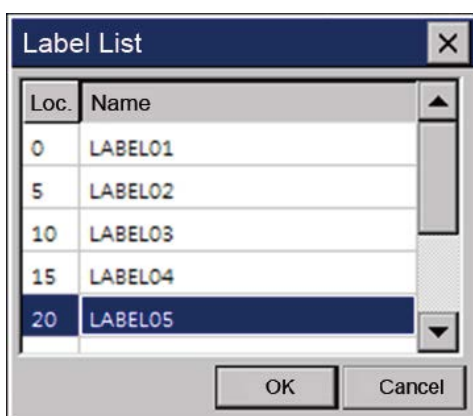 Label List
Loc. Name
0 LABEL01
5 LABEL02
10 LABEL03
15 LABEL04
20 LABEL05
OK Cancel